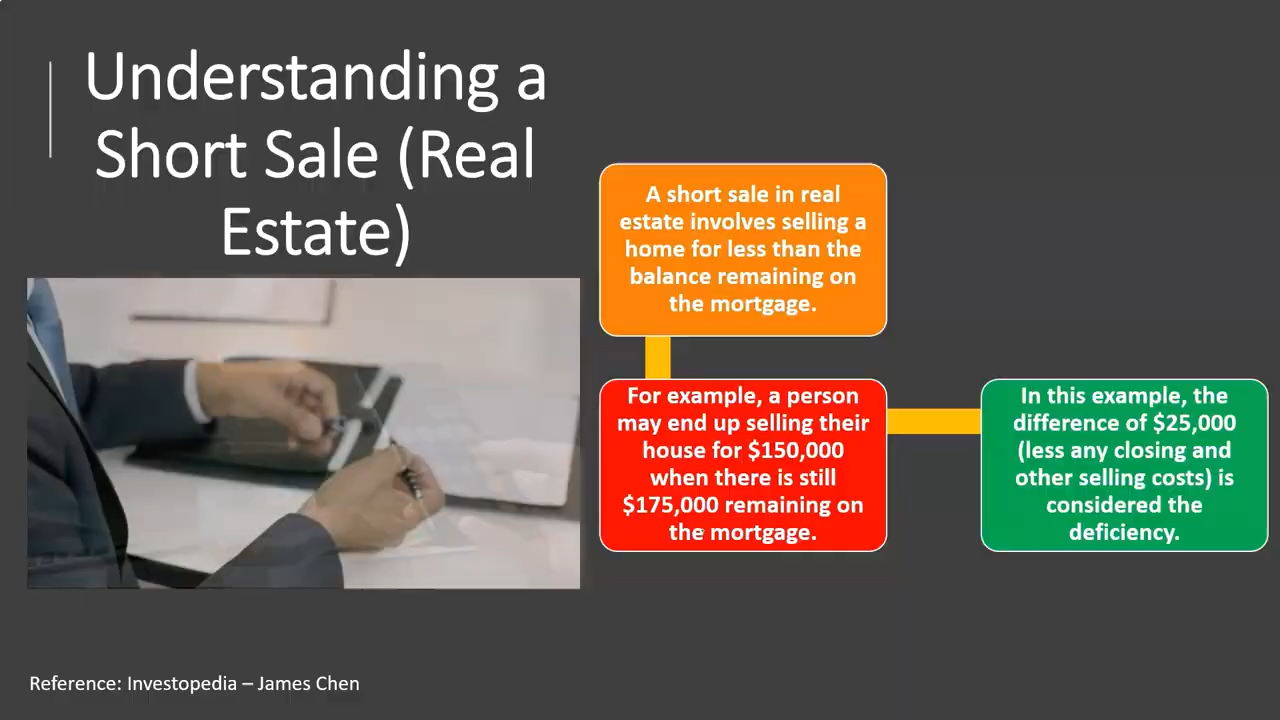 Understanding a
Short Sale (Real
Estate)
A short sale in real
estate involves selling a
home for less than the
balance remaining on
the mortgage.
For example, a person
may end up selling their
house for $150,000
when there is still
$175,000 remaining on
the mortgage.
In this example, the
difference of $25,000
(less any closing and
other selling costs) is
considered the
deficiency.
Reference: Investopedia – James Chen